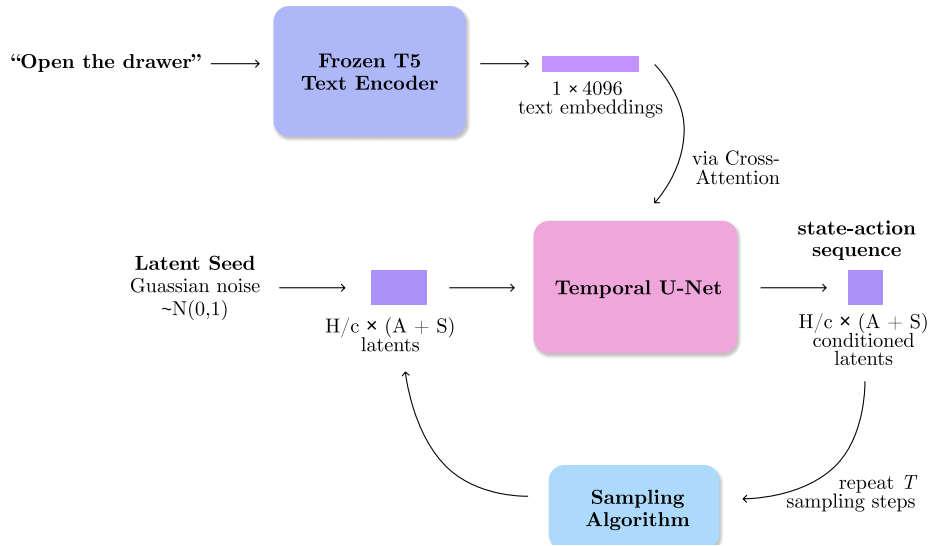 “Open the drawer”
Frozen T5
Text Encoder
1 × 4096
text embeddings
via Cross-
Attention
Latent Seed
Guassian noise
~N(0,1)
H/c × (A + S)
latents
Temporal U-Net
state-action
sequence
H/c × (A + S)
conditioned
latents
repeat T
sampling steps
Sampling
Algorithm